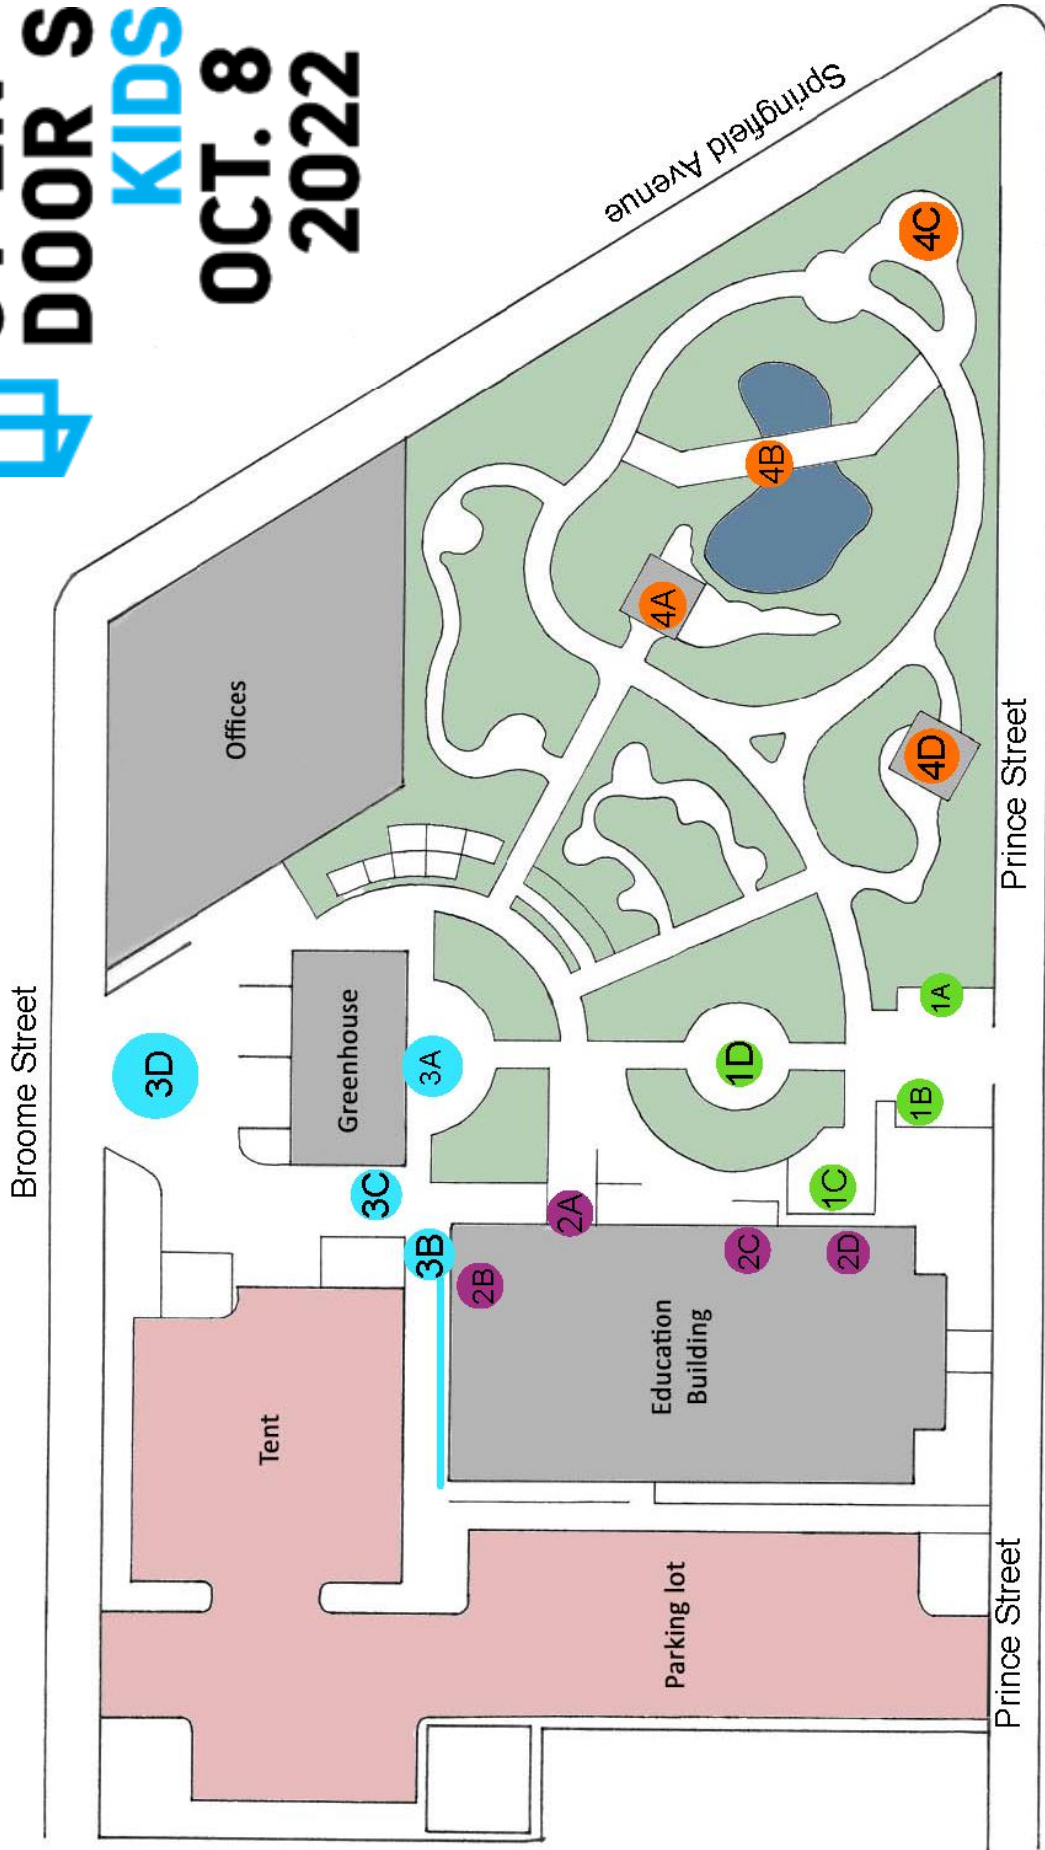 DOOR S
KIDS
OCT. 8
2022
Springfield Avenue
Broome Street
Offices
3D
Greenhouse
3A
3C
3B
Tent
2A
2B
2C
2D
Education
Building
Parking lot
1A
1B
1C
1D
4A
4B
4C
4D
Prince Street
Prince Street